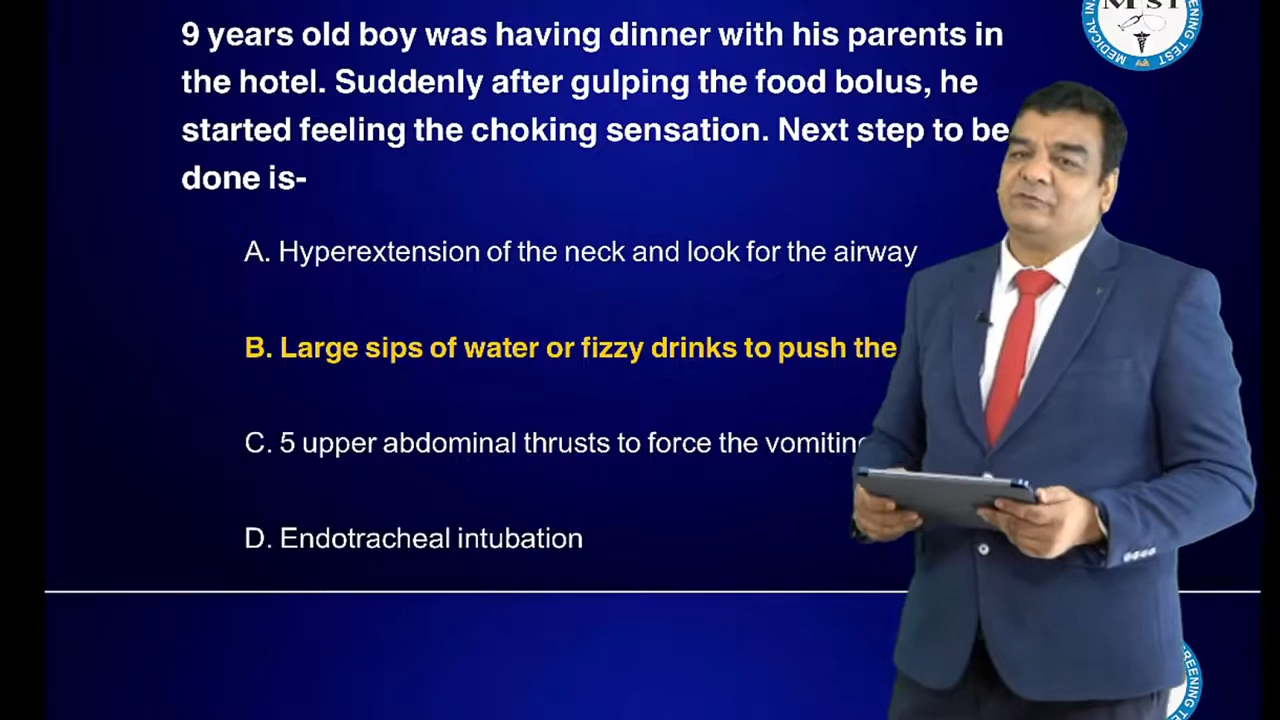 9 years old boy was having dinner with his parents in
the hotel. Suddenly after gulping the food bolus, he
started feeling the choking sensation. Next step to be
done is-
A. Hyperextension of the neck and look for the airway
B. Large sips of water or fizzy drinks to push the
C. 5 upper abdominal thrusts to force the vomiting
D. Endotracheal intubation